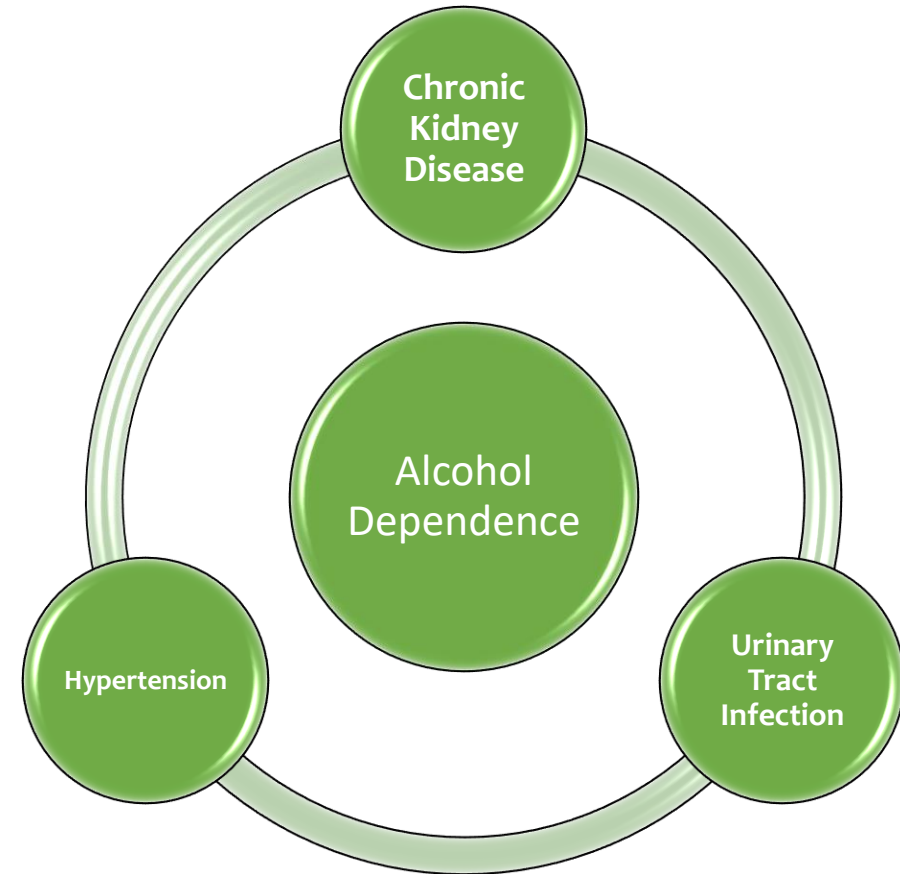 Chronic
Kidney
Disease
Alcohol
Dependence
Hypertension
Urinary
Tract
Infection